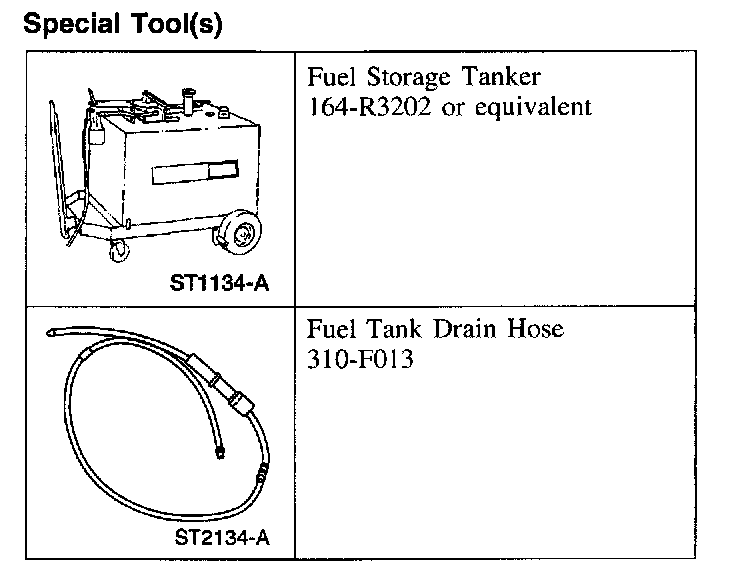 Special Tool(s)
Fuel Storage Tanker
164-R3202 or equivalent
ST1134-A
Fuel Tank Drain Hose
310-F013
ST2134-A